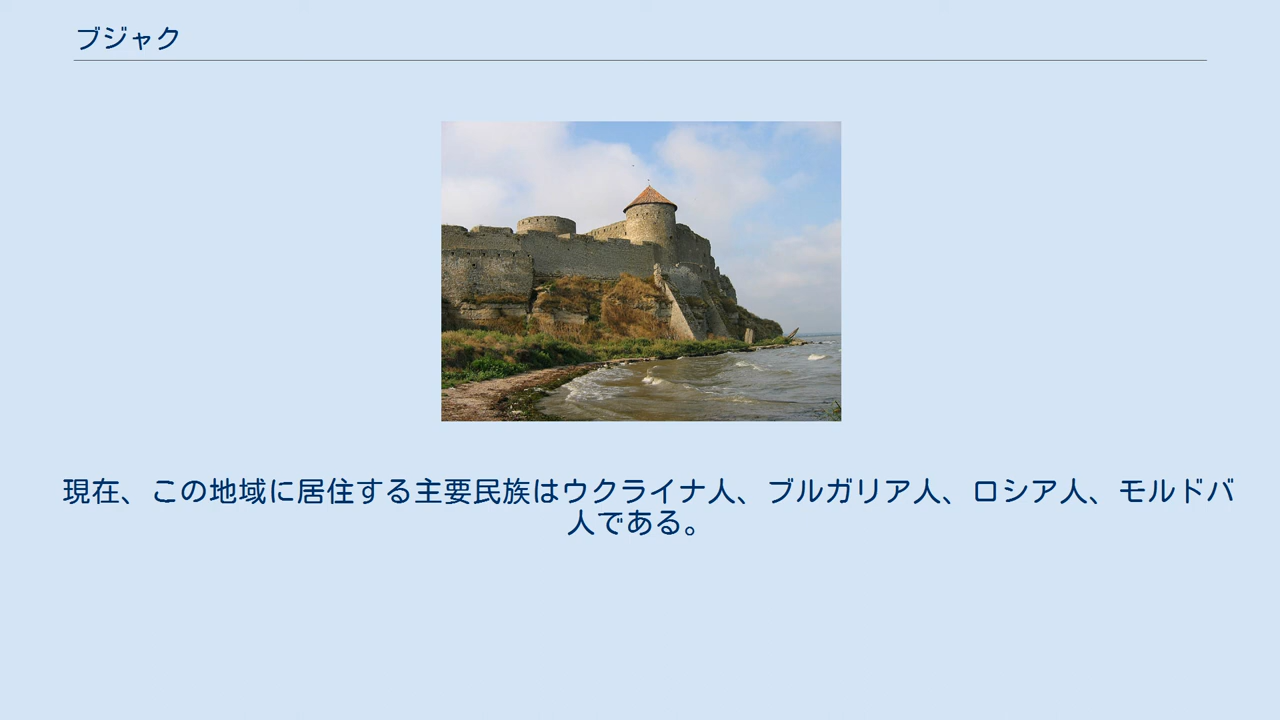 ブジャク
現在、この地域に居住する主要民族はウクライナ人、ブルガリア人、ロシア人、モルドバ
人である。